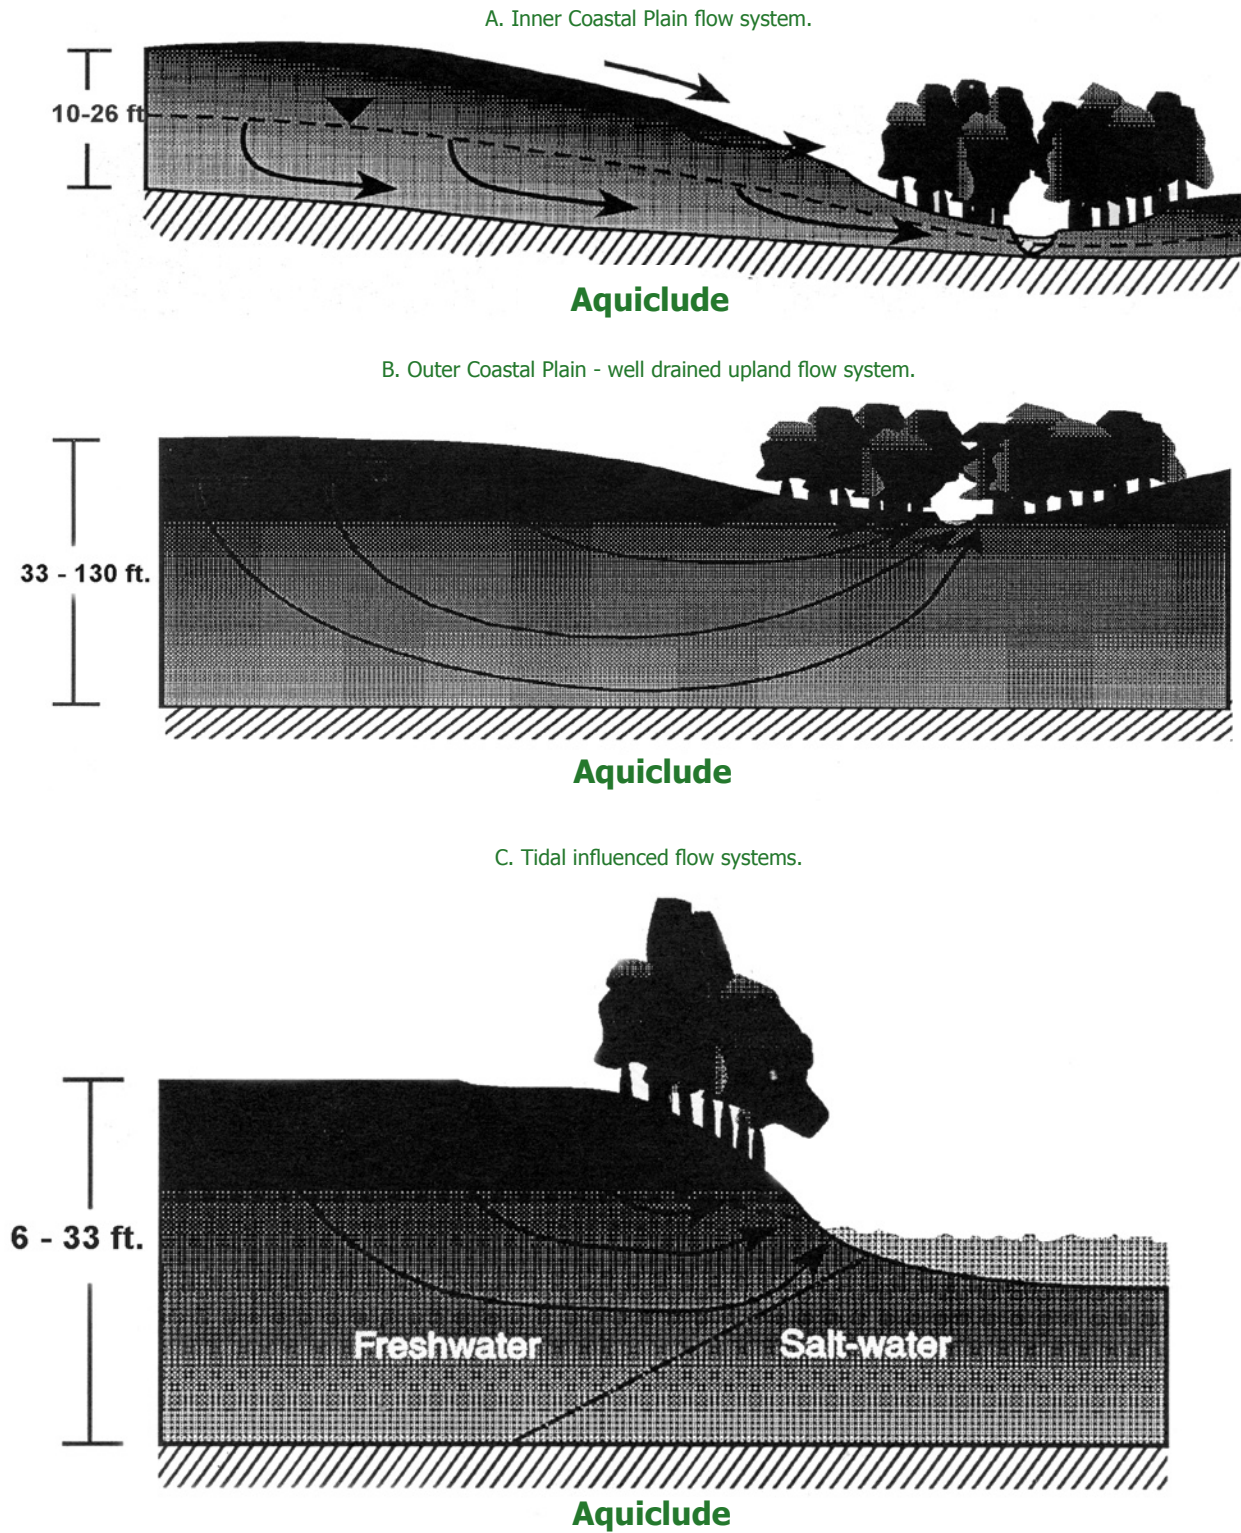 A. Inner Coastal Plain flow system.
10-26 ft
Aquiclude
B. Outer Coastal Plain - well drained upland flow system.
33 - 130 ft.
Aquiclude
C. Tidal influenced flow systems.
6 - 33 ft.
Freshwater
Salt-water
Aquiclude